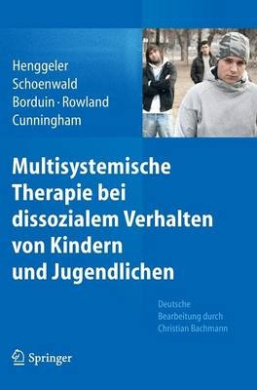 Henggeler
Schoenwald
Borduin · Rowland
Cunningham
Multisystemische
Therapie bei
dissozialem Verhalten
von Kindern
und Jugendlichen
Deutsche
Bearbeitung durch
Christian Bachmann
Springer